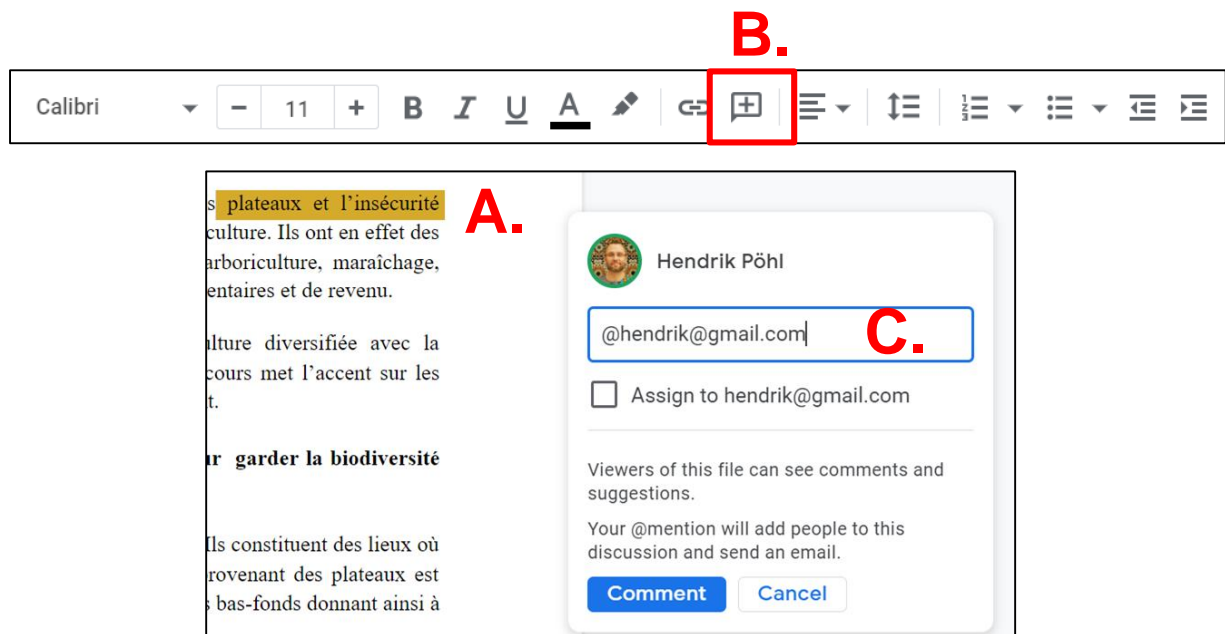 B.
Calibri - 11 + B I U A
s plateaux et l’insécurité
A.
culture. Ils ont en effet des
arboriculture, maraîchage,
entaires et de revenu.
ulture diversifiée avec la
cours met l’accent sur les
t.
ur garder la biodiversité
Ils constituent des lieux où
rovenant des plateaux est
s bas-fonds donnant ainsi à
Hendrik Pöhl
@hendrik@gmail.com
C.
Assign to hendrik@gmail.com
Viewers of this file can see comments and
suggestions.
Your @mention will add people to this
discussion and send an email.
Comment Cancel